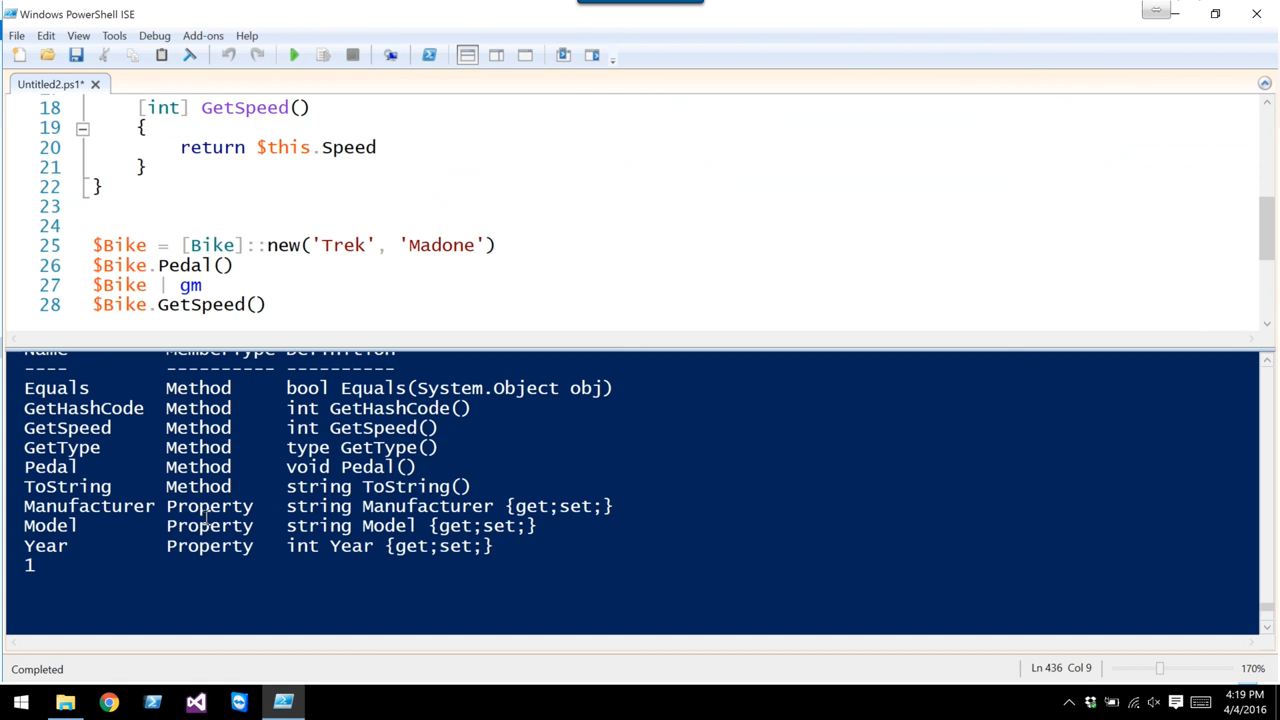 Windows PowerShell ISE
File Edit View Tools Debug Add-ons Help
Untitled2.ps1*
18 [int] GetSpeed()
19 {
20 return $this.Speed
21 }
22 }
23
24
25 $Bike = [Bike]::new('Trek', 'Madone')
26 $Bike.Pedal()
27 $Bike | gm
28 $Bike.GetSpeed()
Name MemberType Definition
---- ---------- ----------
Equals Method bool Equals(System.Object obj)
GetHashCode Method int GetHashCode()
GetSpeed Method int GetSpeed()
GetType Method type GetType()
Pedal Method void Pedal()
ToString Method string ToString()
Manufacturer Property string Manufacturer {get;set;}
Model Property string Model {get;set;}
Year Property int Year {get;set;}
1
Completed Ln 436 Col 9 170%
4:19 PM
4/4/2016